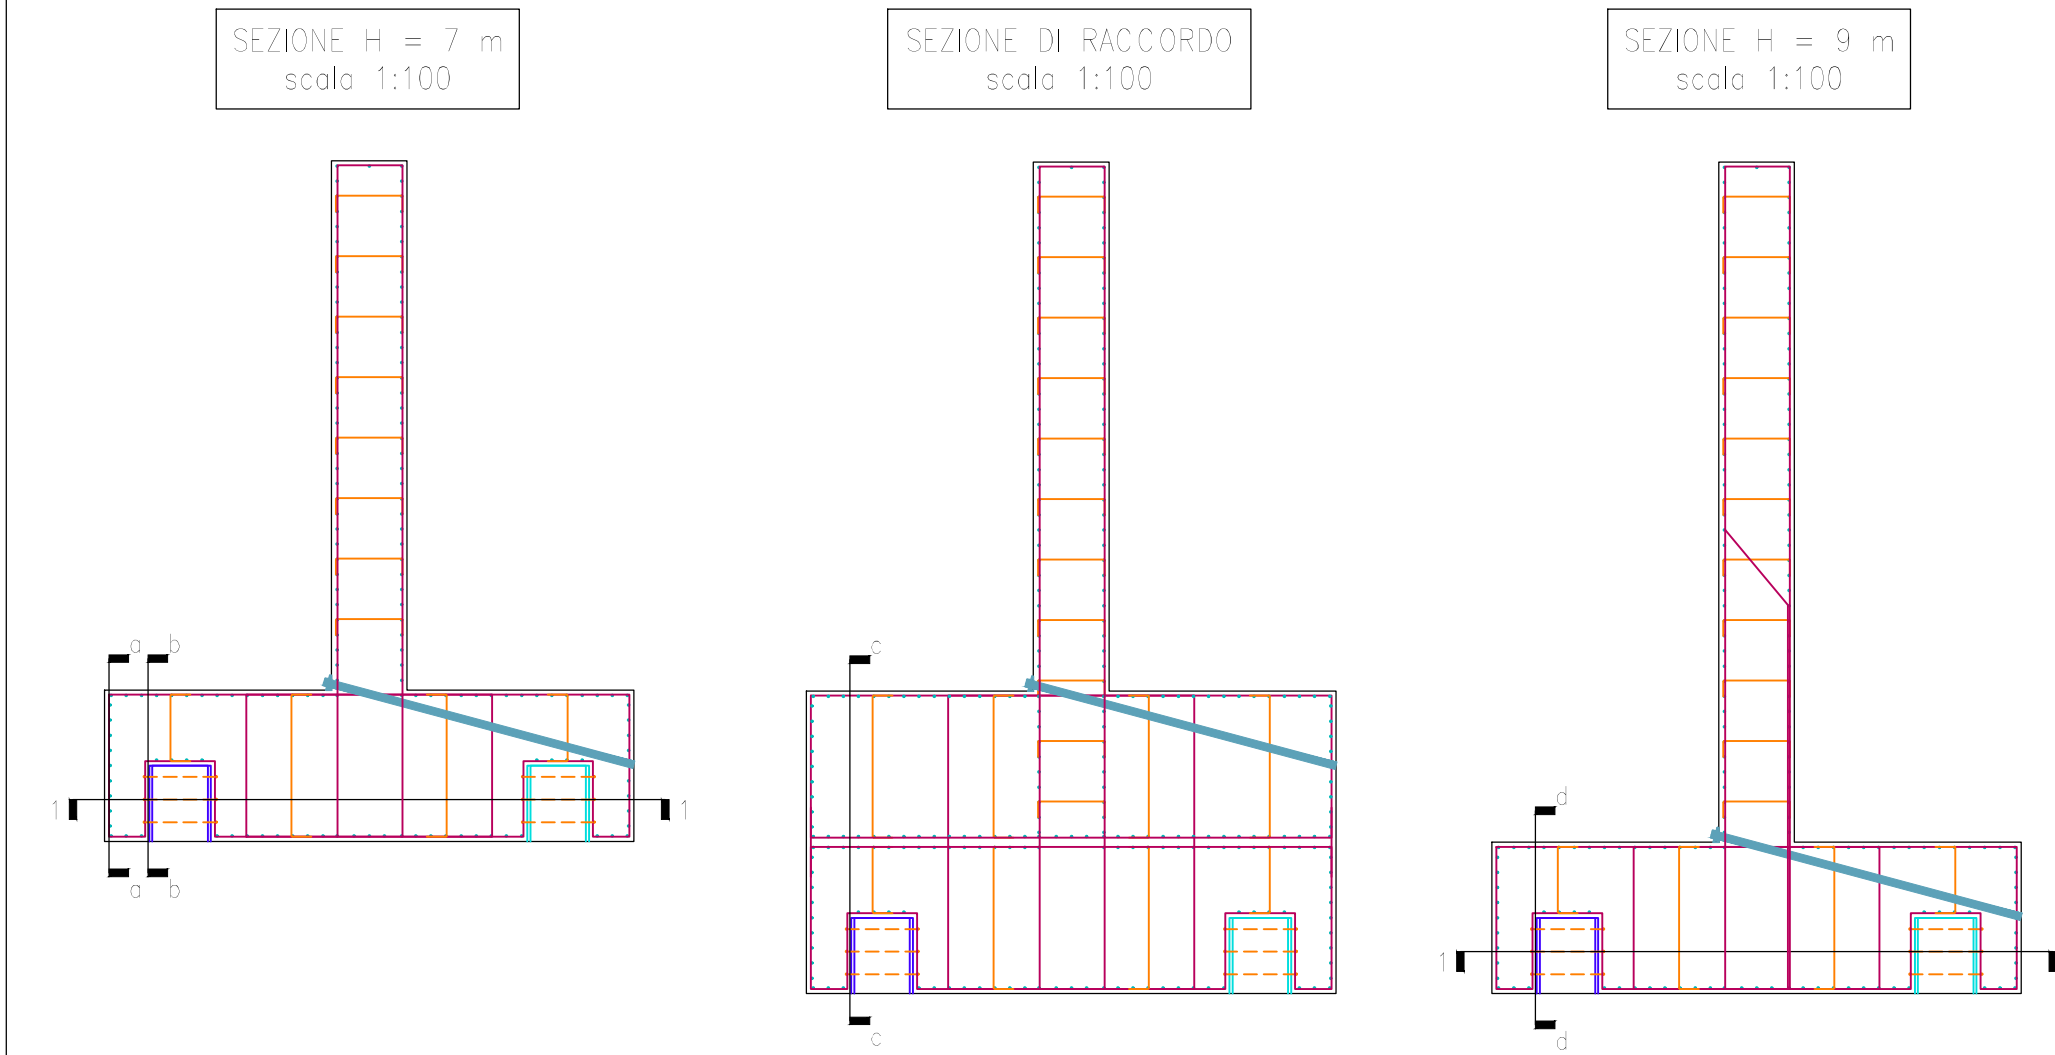 SEZIONE H = 7 m
scala 1:100
SEZIONE DI RACCORDO
scala 1:100
SEZIONE H = 9 m
scala 1:100
a b
1 1
a b
c
c
d
1
d